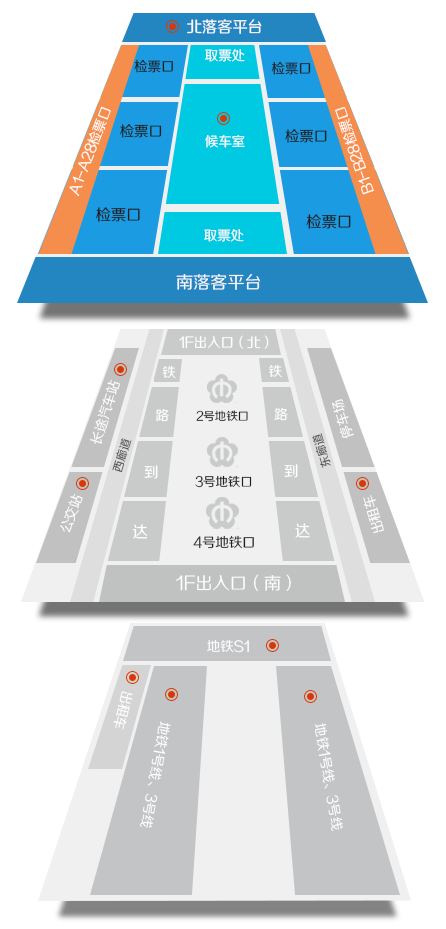 北落客平台
取票处
检票口
检票口
A1-A28检票口
检票口
候车室
检票口
B1-B28检票口
检票口
取票处
检票口
南落客平台
1F出入口(北)
铁
铁
长途汽车站
西廊道
路
2号地铁口
路
东廊道
停车场
到
3号地铁口
到
公交站
达
4号地铁口
达
出租车
1F出入口(南)
地铁S1
出租车
地铁1号线、3号线
地铁1号线、3号线